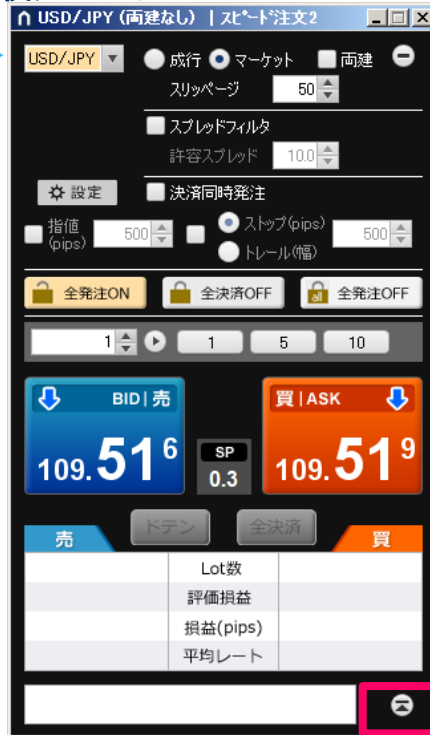 USD/JPY (両建なし) | スピード注文2
USD/JPY 成行 マーケット 両建
スリッページ 50
スプレッドフィルタ
許容スプレッド 10.0
設定 決済同時発注
指値(pips) 500 ストップ(pips) 500
トレール(幅)
全発注ON 全決済OFF all 全発注OFF
1 1 5 10
BID|売 買|ASK
109.516 SP 0.3 109.519
ドテン 全決済
売 買
Lot数
評価損益
損益(pips)
平均レート